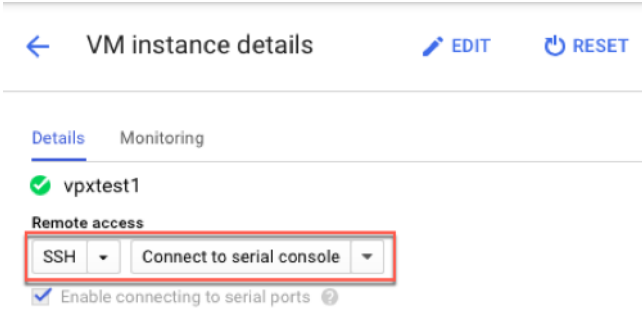 VM instance details EDIT RESET
Details Monitoring
vpxtest1
Remote access
SSH Connect to serial console
Enable connecting to serial ports ?